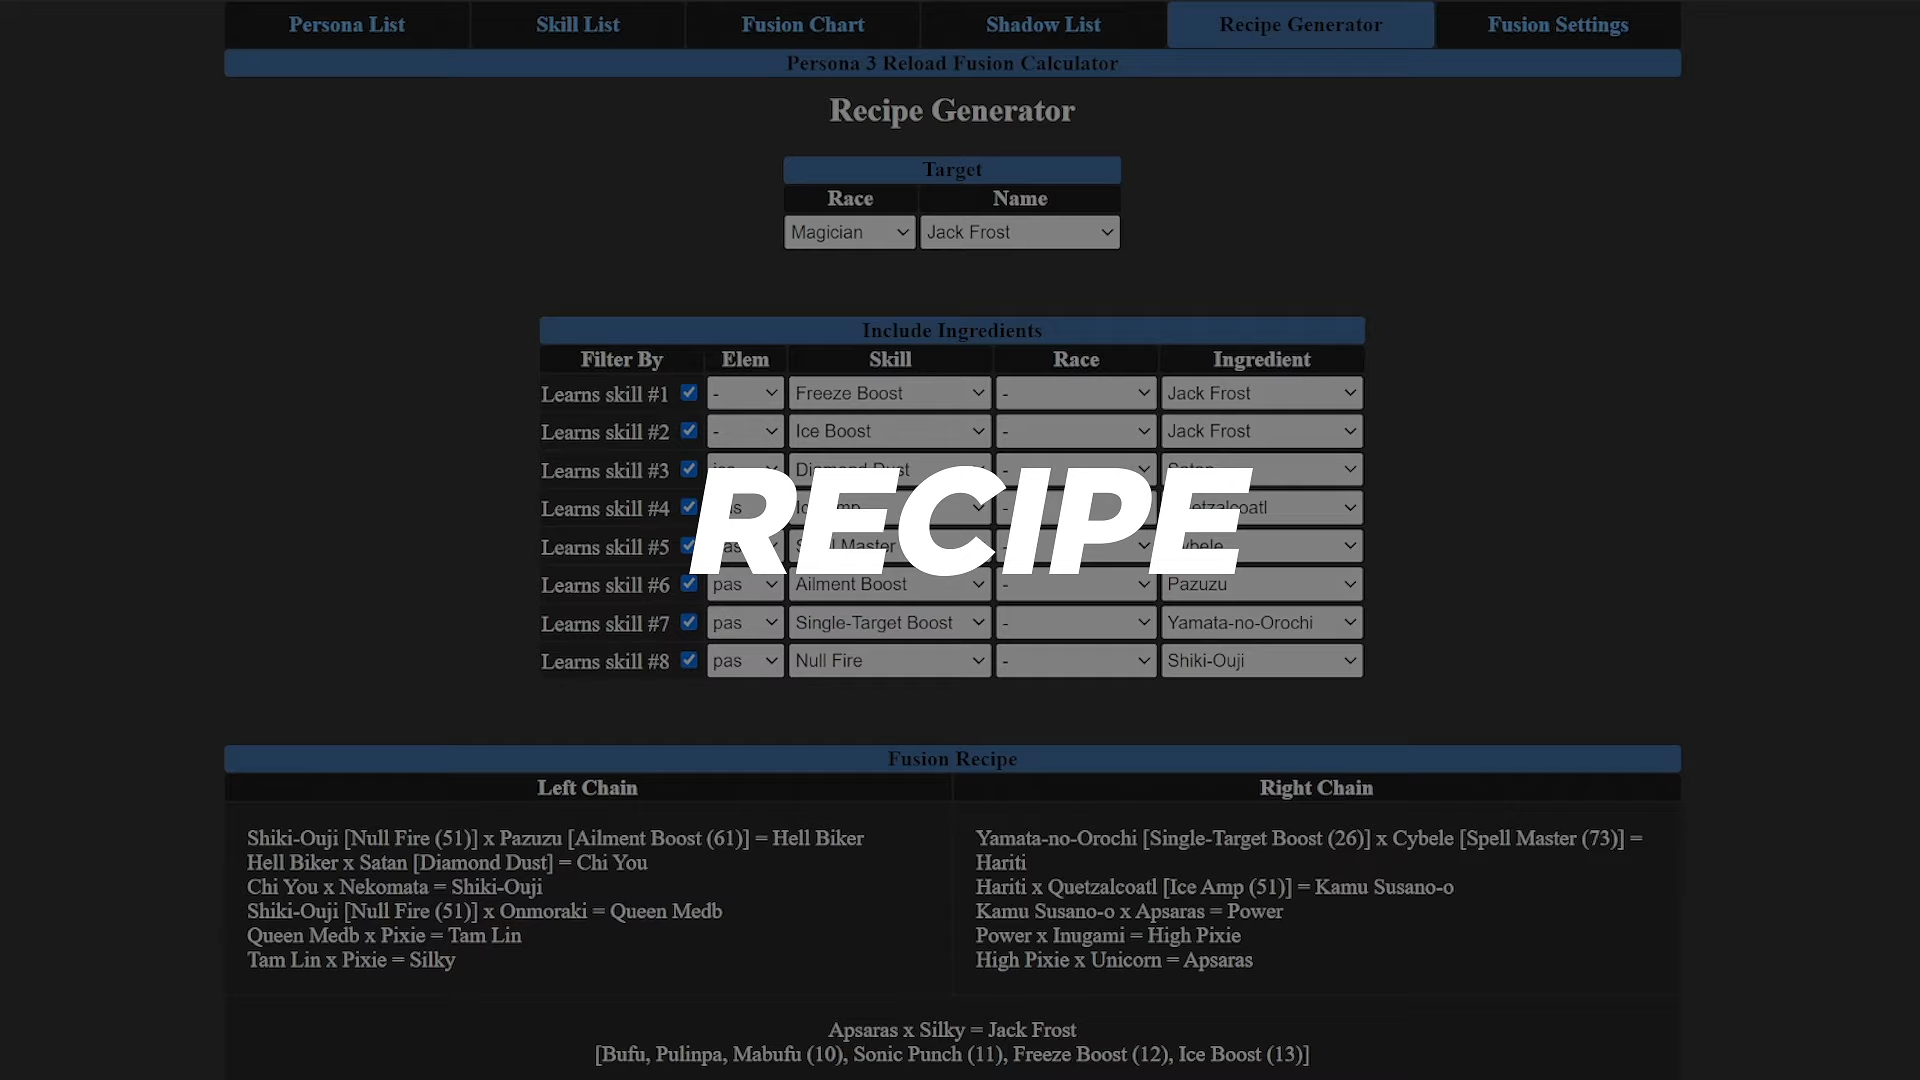 Persona List Skill List Fusion Chart Shadow List Recipe Generator Fusion Settings
Persona 3 Reload Fusion Calculator
Recipe Generator
Target
Race Name
Magician Jack Frost
Include Ingredients
Filter By Elem Skill Race Ingredient
Learns skill #1 - Freeze Boost - Jack Frost
Learns skill #2 - Ice Boost - Jack Frost
Learns skill #3 Diamond Dust - Satan
Learns skill #4 -
Learns skill #5 Master -
RECIPE
Learns skill #6 pas Ailment Boost - Pazuzu
Learns skill #7 pas Single-Target Boost - Yamata-no-Orochi
Learns skill #8 pas Null Fire - Shiki-Ouji
Fusion Recipe
Left Chain Right Chain
Shiki-Ouji [Null Fire (51)] x Pazuzu [Ailment Boost (61)] = Hell Biker
Hell Biker x Satan [Diamond Dust] = Chi You
Chi You x Nekomata = Shiki-Ouji
Shiki-Ouji [Null Fire (51)] x Onmoraki = Queen Medb
Queen Medb x Pixie = Tam Lin
Tam Lin x Pixie = Silky
Yamata-no-Orochi [Single-Target Boost (26)] x Cybele [Spell Master (73)] =
Hariti
Hariti x Quetzalcoatl [Ice Amp (51)] = Kamu Susano-o
Kamu Susano-o x Apsaras = Power
Power x Inugami = High Pixie
High Pixie x Unicorn = Apsaras
Apsaras x Silky = Jack Frost
[Bufu, Pulinpa, Mabufu (10), Sonic Punch (11), Freeze Boost (12), Ice Boost (13)]